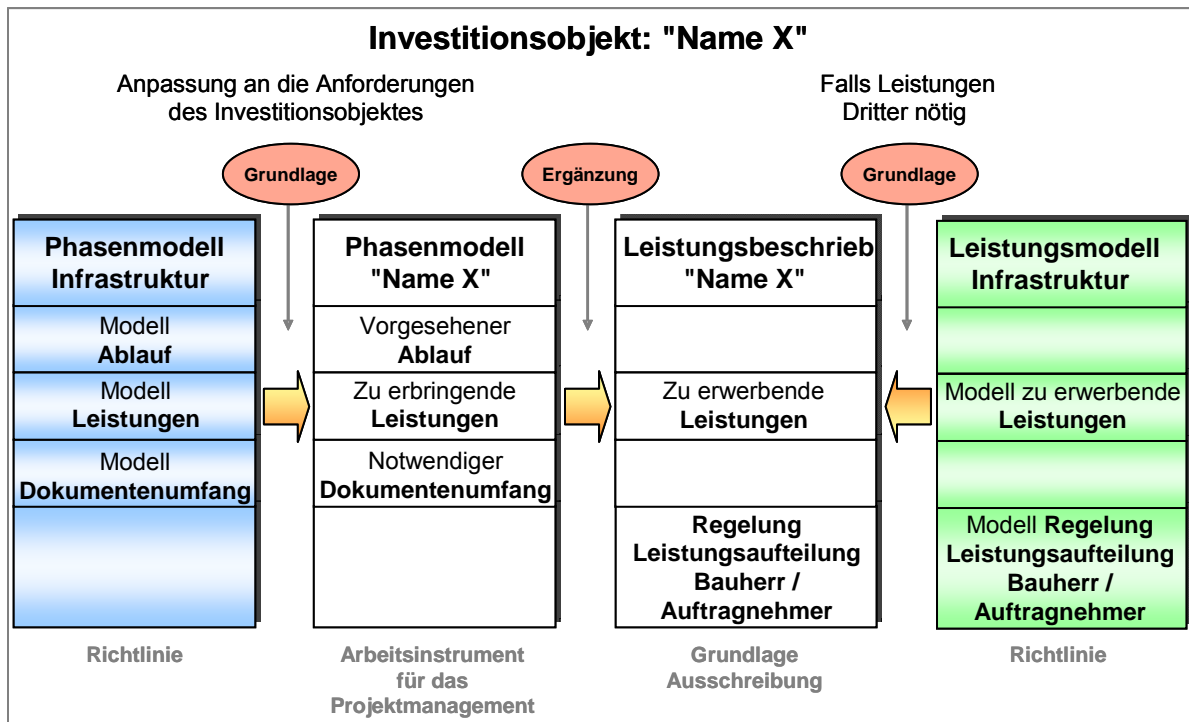 Investitionsobjekt: "Name X"
Anpassung an die Anforderungen
des Investitionsobjektes
Falls Leistungen
Dritter nötig
Grundlage
Ergänzung
Grundlage
Phasenmodell
Infrastruktur
Modell
Ablauf
Modell
Leistungen
Modell
Dokumentenumfang
Richtlinie
Phasenmodell
"Name X"
Vorgesehener
Ablauf
Zu erbringende
Leistungen
Notwendiger
Dokumentenumfang
Arbeitsinstrument
für das
Projektmanagement
Leistungsbeschrieb
"Name X"
Zu erwerbende
Leistungen
Regelung
Leistungsaufteilung
Bauherr /
Auftragnehmer
Grundlage
Ausschreibung
Leistungsmodell
Infrastruktur
Modell zu erwerbende
Leistungen
Modell Regelung
Leistungsaufteilung
Bauherr /
Auftragnehmer
Richtlinie